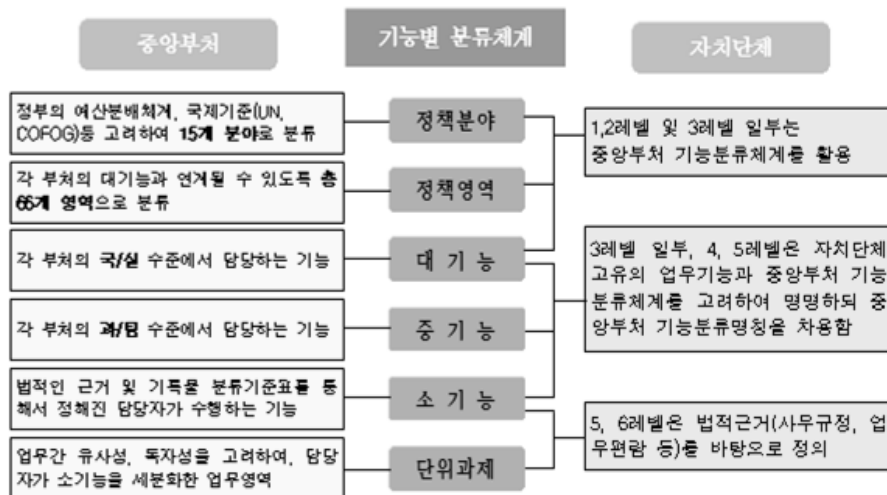 중앙부처
기능별 분류체계
자치단체
정부의 예산분배체계, 국제기준(UN,
COFOG)등 고려하여 15개 분야로 분류
정책분야
각 부처의 대기능과 연계될 수 있도록 총
66개 영역으로 분류
정책영역
1,2레벨 및 3레벨 일부는
중앙부처 기능분류체계를 활용
각 부처의 국/실 수준에서 담당하는 기능
대 기 능
각 부처의 과/팀 수준에서 담당하는 기능
중 기 능
3레벨 일부, 4, 5레벨은 자치단체
고유의 업무기능과 중앙부처 기능
분류체계를 고려하여 명명하되 중
앙부처 기능분류명칭을 차용함
법적인 근거 및 기록물 분류기준표를 통
해서 정해진 담당자가 수행하는 기능
소 기 능
업무간 유사성, 독자성을 고려하여, 담당
자가 소기능을 세분화한 업무영역
단위과제
5, 6레벨은 법적근거(사무규정, 업
무편람 등)를 바탕으로 정의